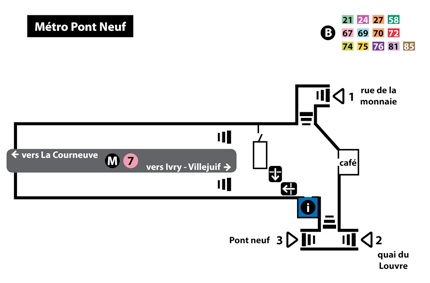 Métro Pont Neuf
B
21 24 27 58
67 69 70 72
74 75 76 81 85
1 rue de la
monnaie
← vers La Courneuve
M 7
vers Ivry - Villejuif →
café
i
Pont neuf 3
2
quai du
Louvre